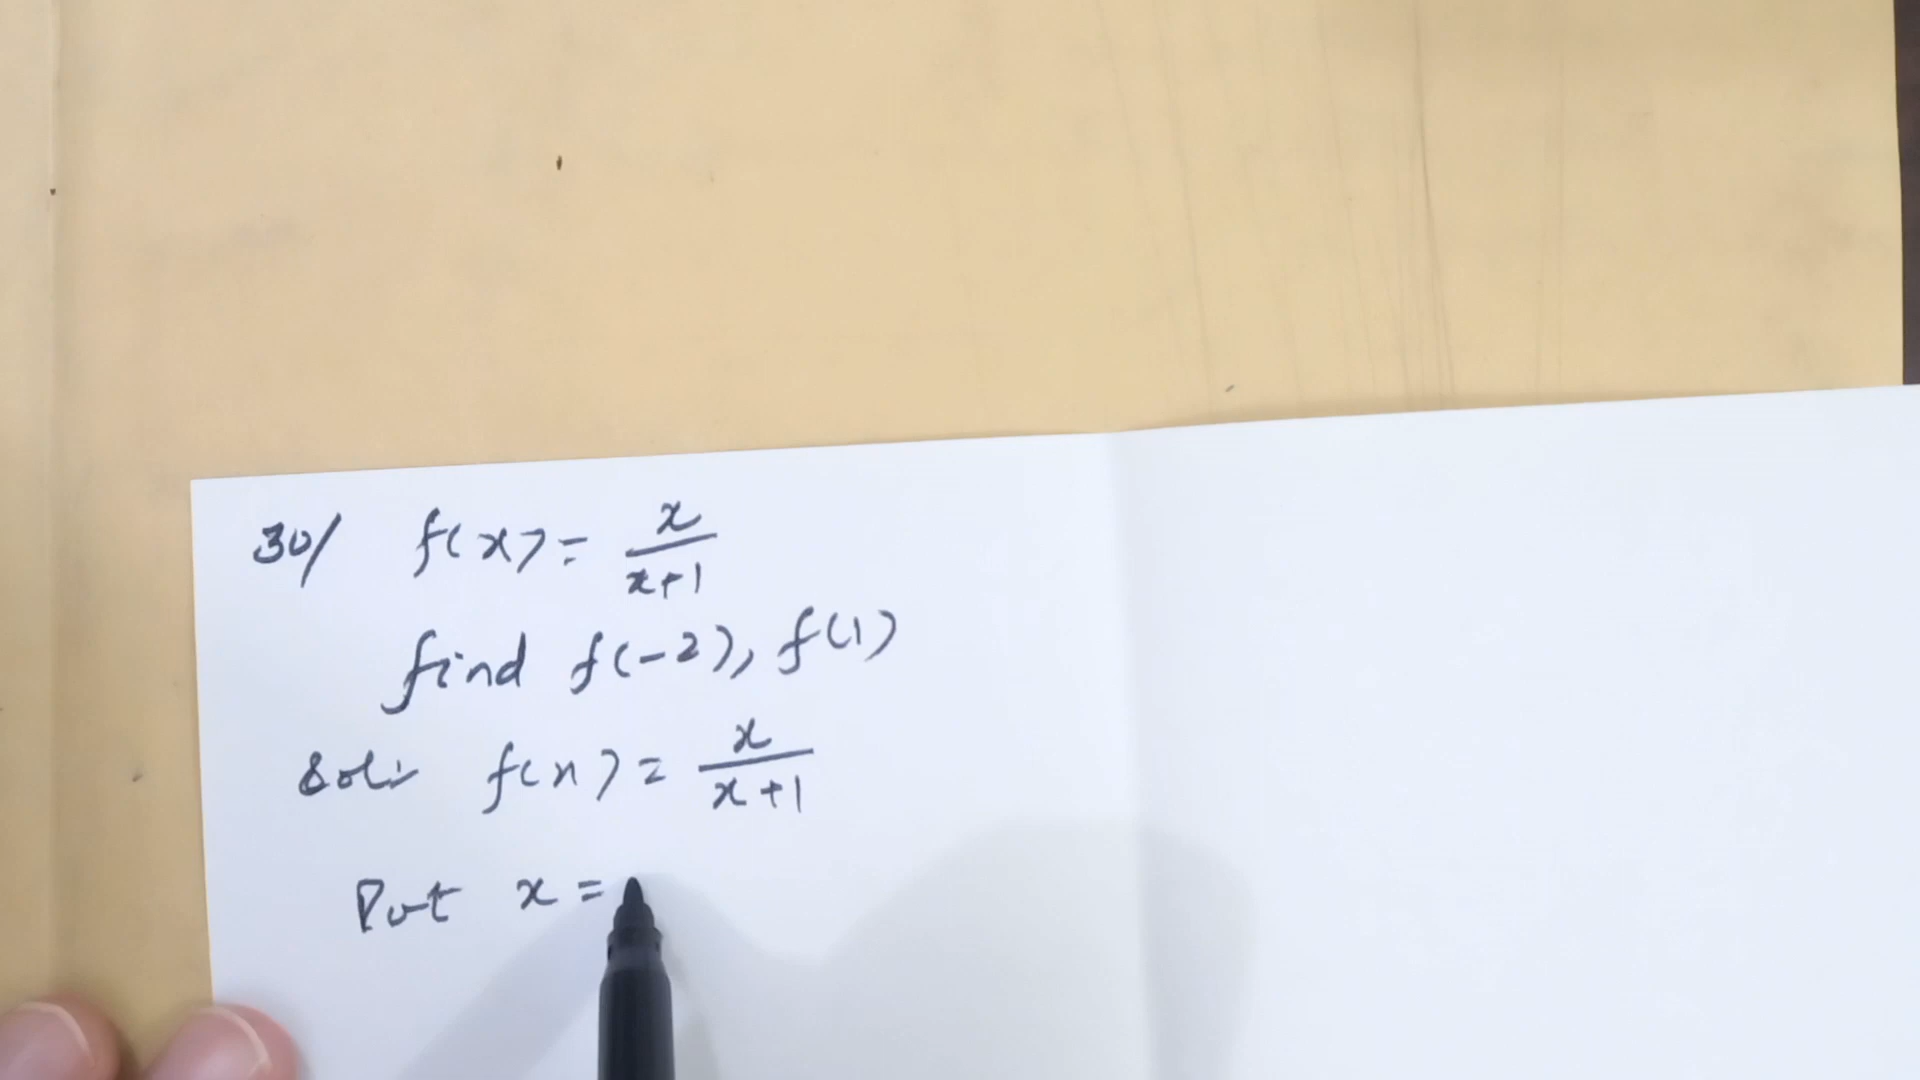 30/ f(x) = x/(x+1)
find f(-2), f(1)
Sol: f(x) = x/(x+1)
Put x =